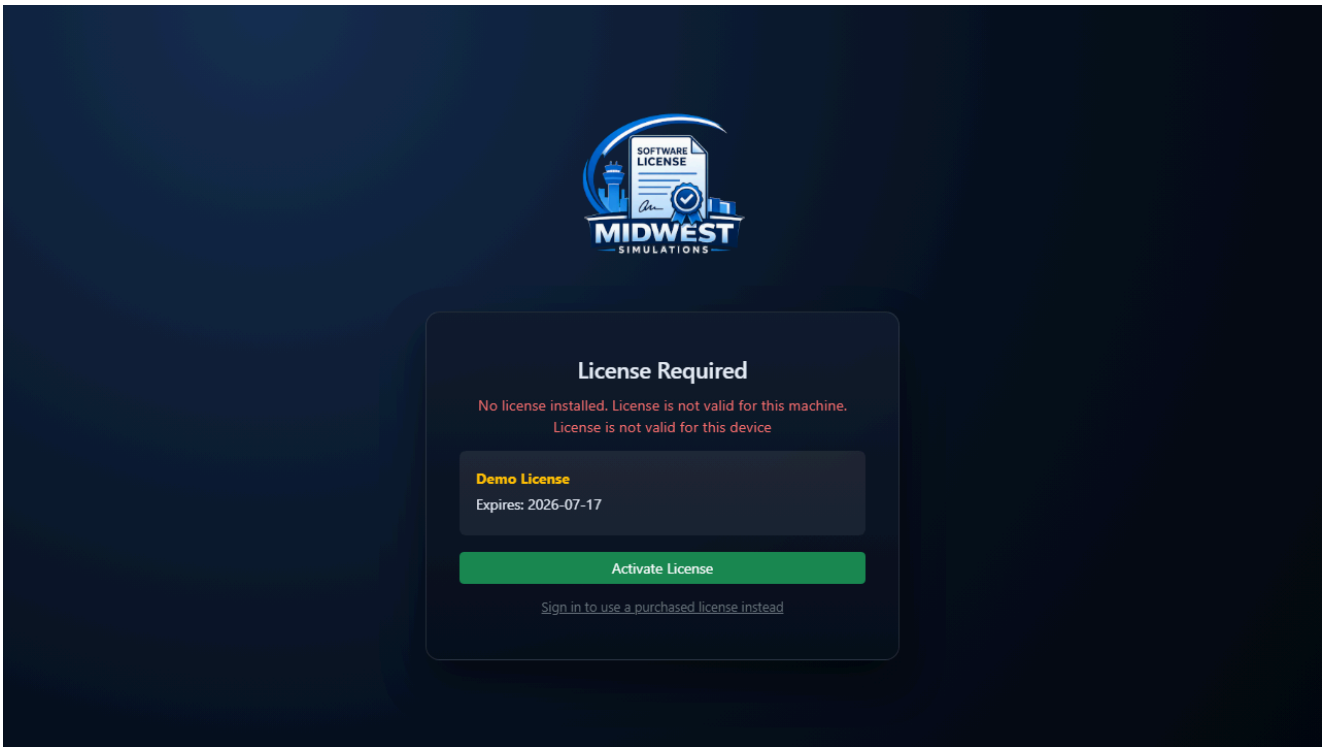 SOFTWARE
LICENSE
MIDWEST
SIMULATIONS
License Required
No license installed. License is not valid for this machine.
License is not valid for this device
Demo License
Expires: 2026-07-17
Activate License
Sign in to use a purchased license instead